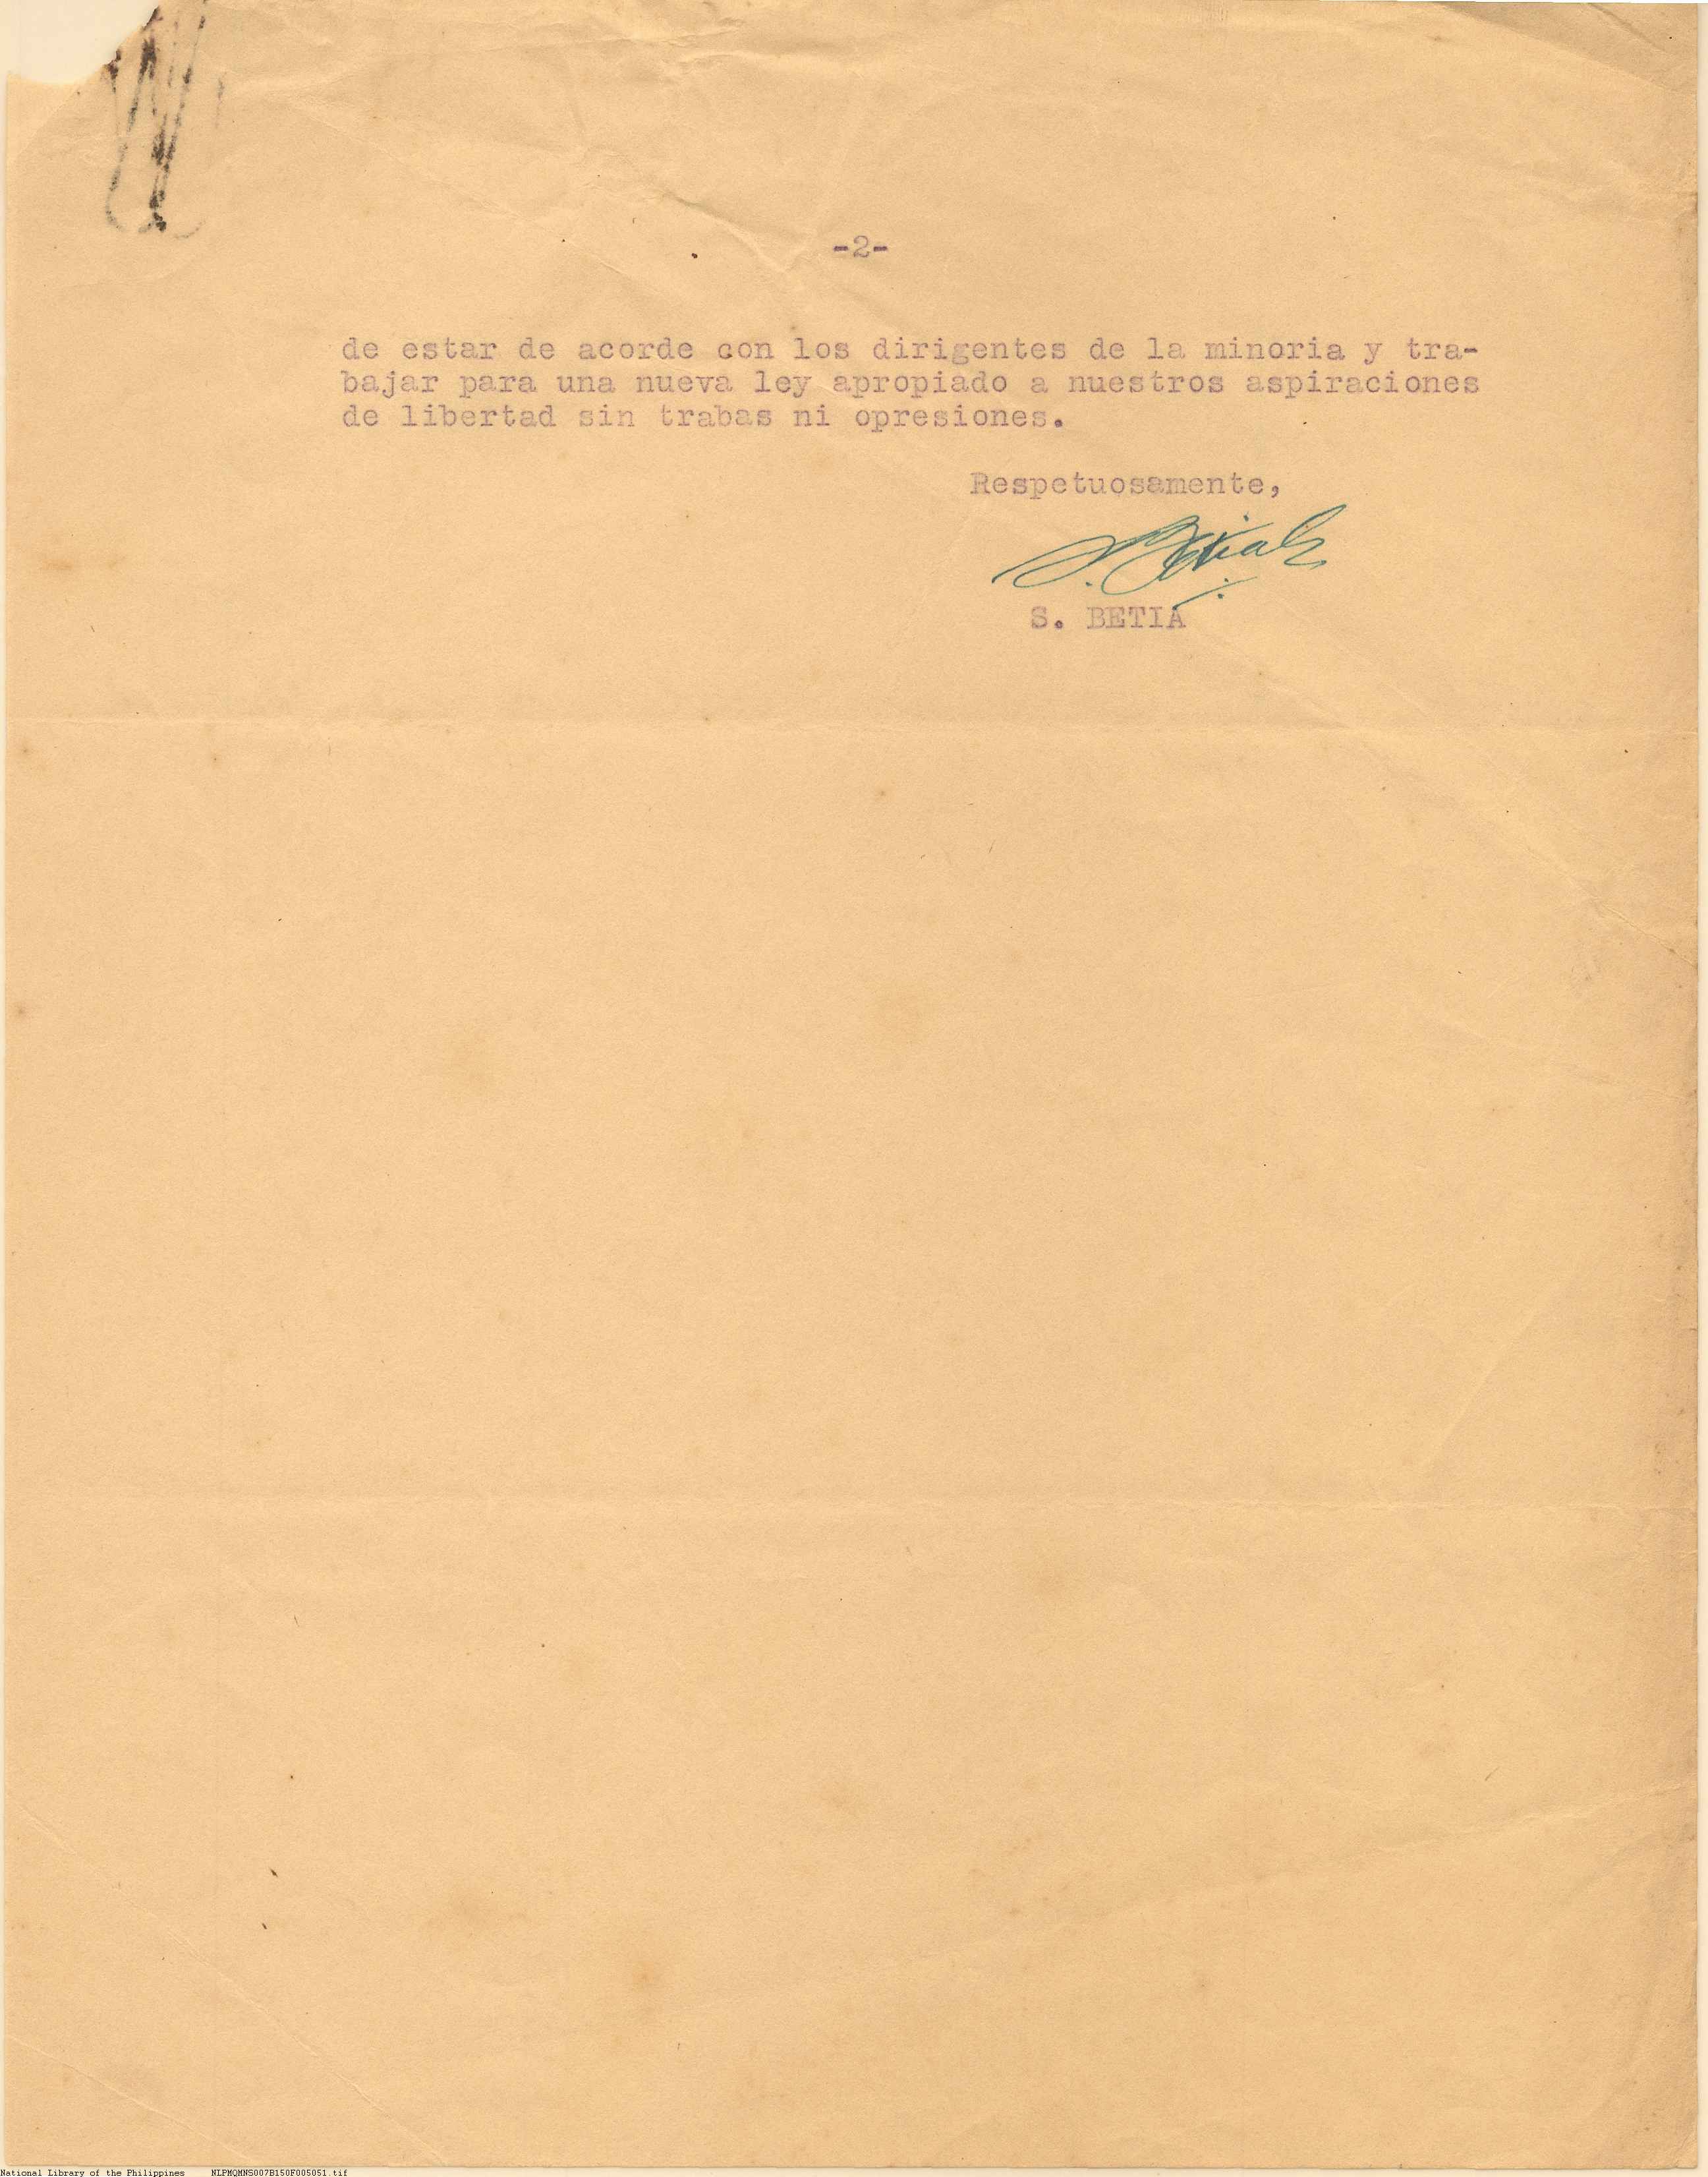 -2-
de estar de acorde con los dirigentes de la minoria y tra-
bajar para una nueva ley apropiado a nuestros aspiraciones
de libertad sin trabas ni opresiones.
Respetuosamente,
S. BETIA
National Library of the Philippines NLPMQMNS007B150F005051.tif